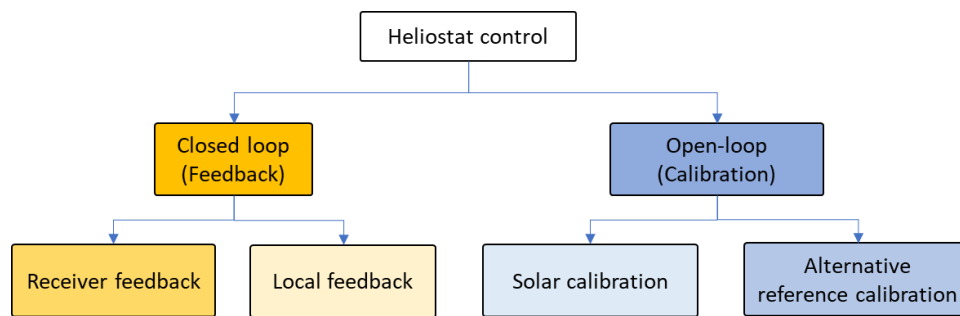 Heliostat control
Closed loop
(Feedback)
Open-loop
(Calibration)
Receiver feedback
Local feedback
Solar calibration
Alternative
reference calibration